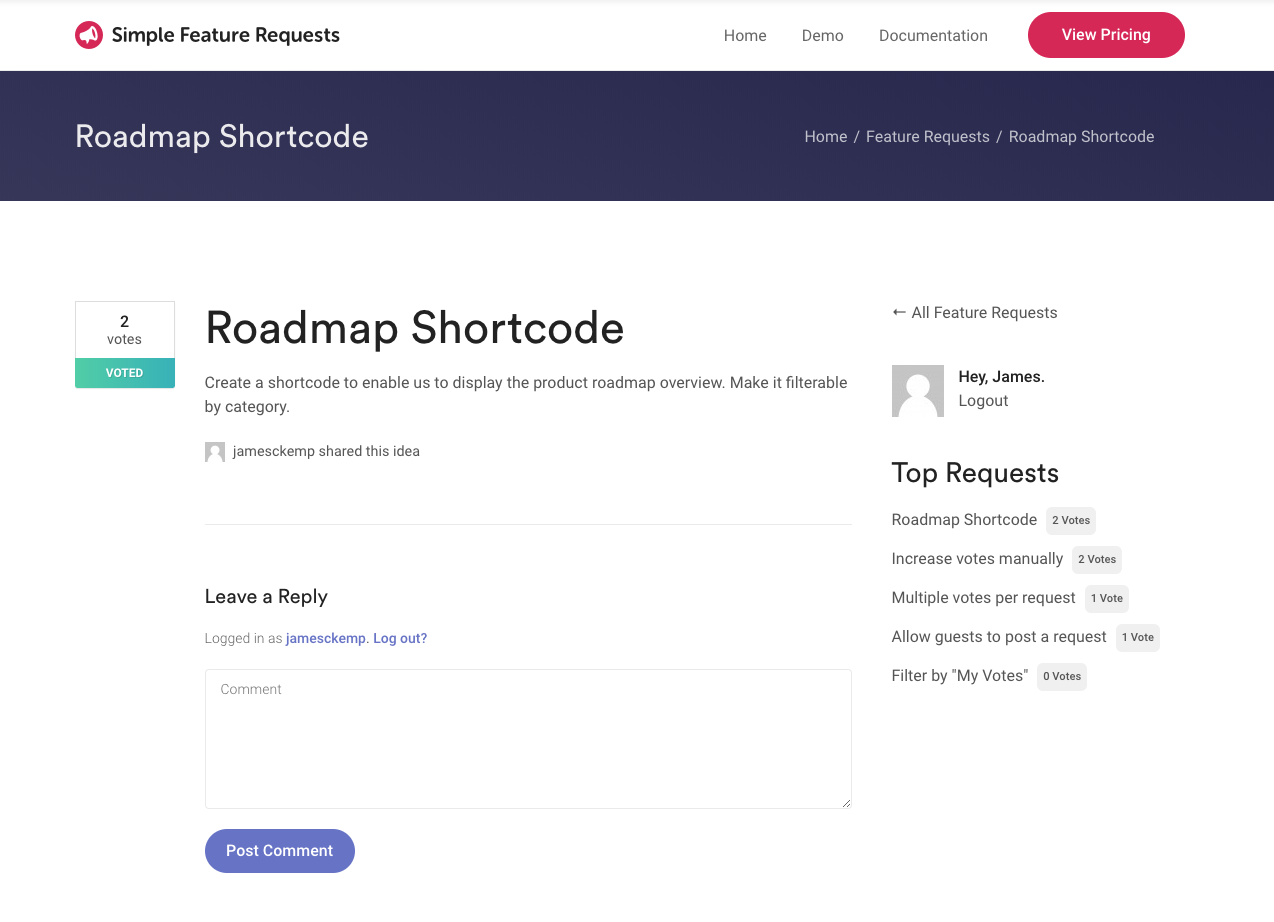 Simple Feature Requests
Home
Demo
Documentation
View Pricing
Roadmap Shortcode
Home / Feature Requests / Roadmap Shortcode
2
votes
VOTED
Roadmap Shortcode
Create a shortcode to enable us to display the product roadmap overview. Make it filterable
by category.
jamesckemp shared this idea
Leave a Reply
Logged in as jamesckemp. Log out?
Comment
Post Comment
← All Feature Requests
Hey, James.
Logout
Top Requests
Roadmap Shortcode 2 Votes
Increase votes manually 2 Votes
Multiple votes per request 1 Vote
Allow guests to post a request 1 Vote
Filter by "My Votes" 0 Votes